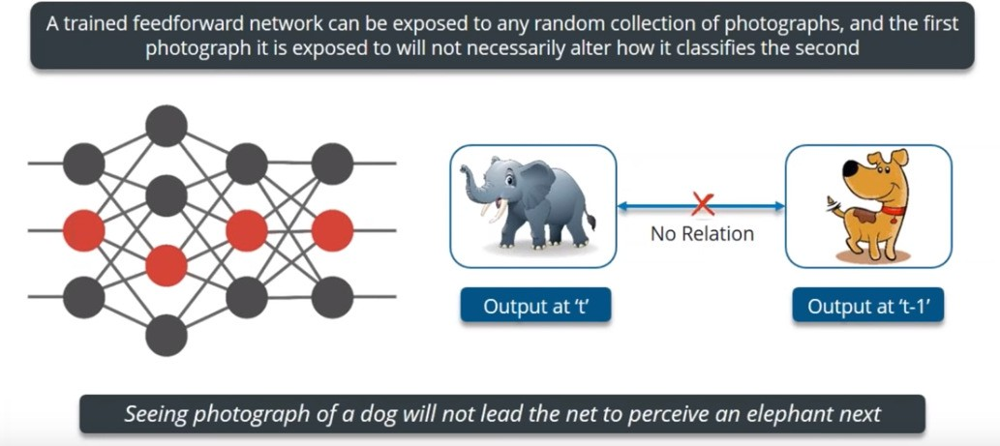 A trained feedforward network can be exposed to any random collection of photographs, and the first
photograph it is exposed to will not necessarily alter how it classifies the second
No Relation
Output at ‘t’
Output at ‘t-1’
Seeing photograph of a dog will not lead the net to perceive an elephant next